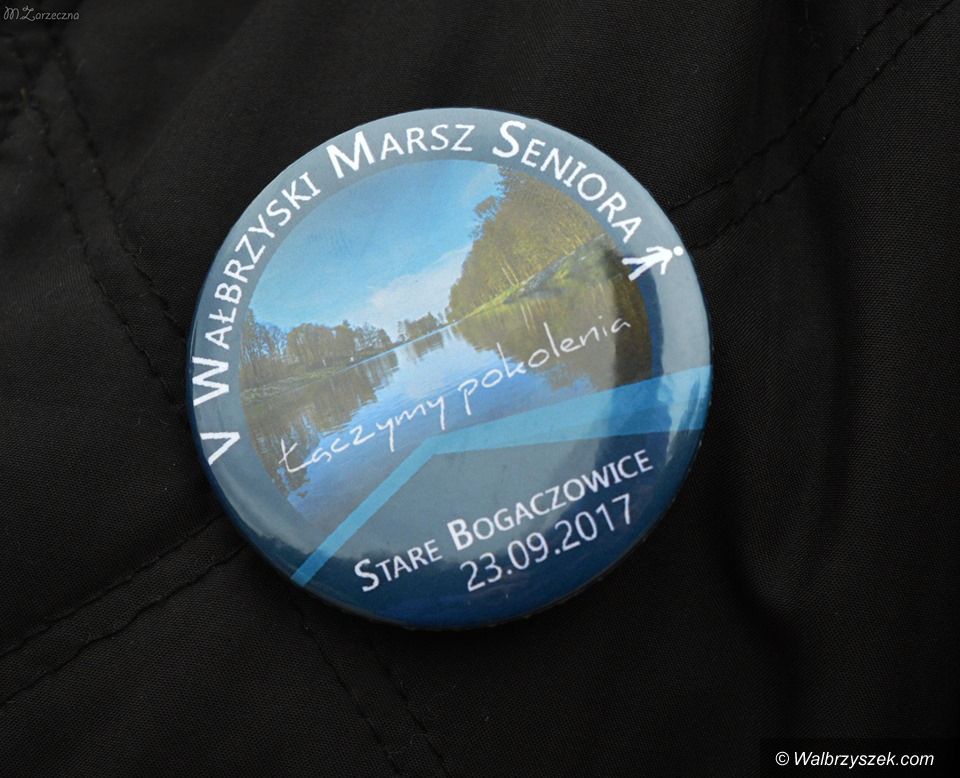 M.Zarzeczna
V WAŁBRZYSKI MARSZ SENIORA
Łączymy pokolenia
STARE BOGACZOWICE
23.09.2017
© Walbrzyszek.com